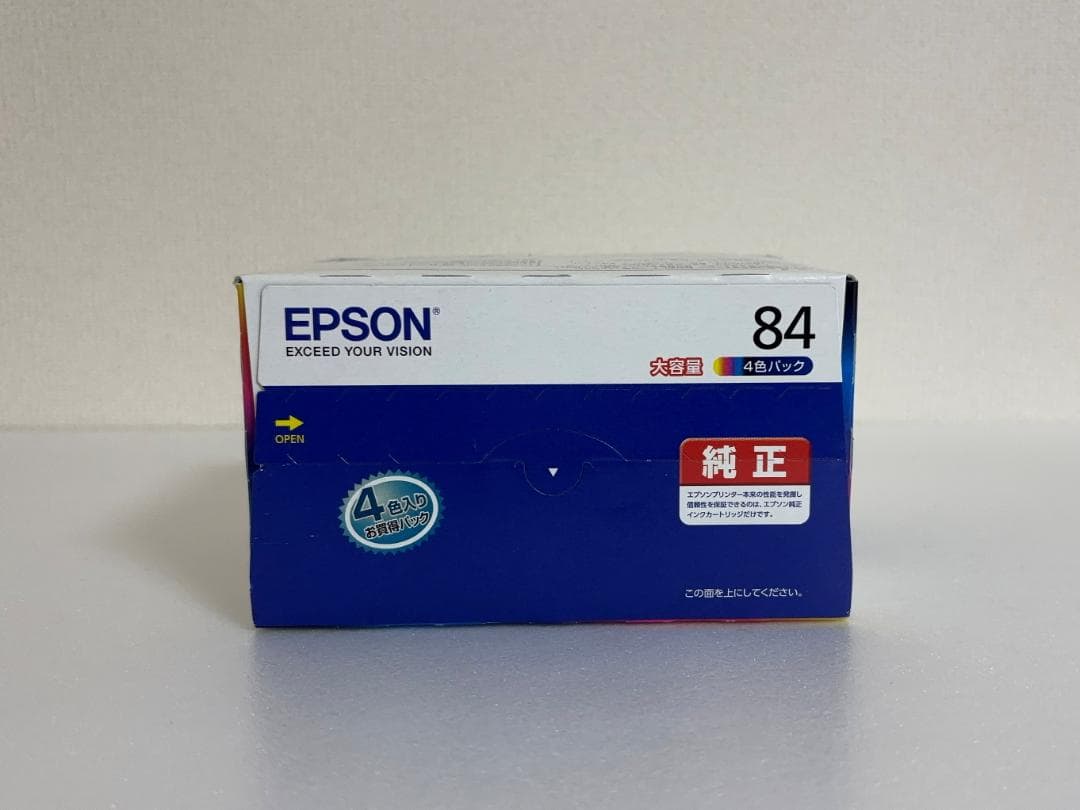 EPSON®
EXCEED YOUR VISION
84
大容量 4色パック
OPEN
純正
エプソンプリンター本来の性能を発揮し
信頼性を保証できるのは、エプソン純正
インクカートリッジだけです。
4色入り
お買得パック
この面を上にしてください。